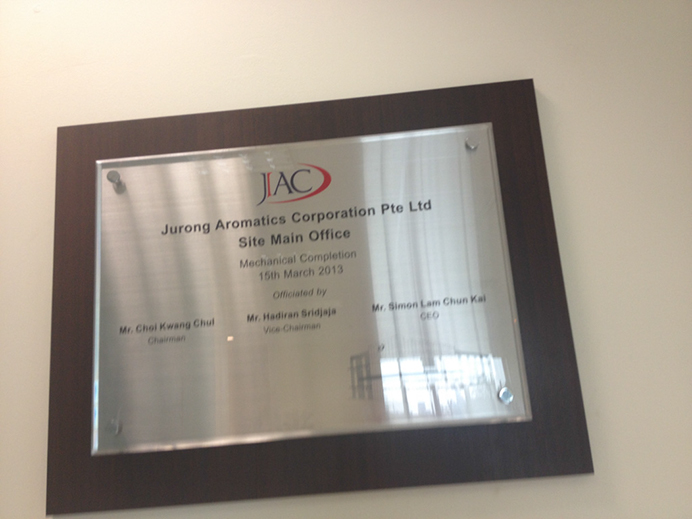 JAC
Jurong Aromatics Corporation Pte Ltd
Site Main Office
Mechanical Completion
15th March 2013
Officiated by
Mr. Choi Kwang Chul
Chairman
Mr. Hadiran Sridjaja
Vice-Chairman
Mr. Simon Lam Chun Kai
CEO